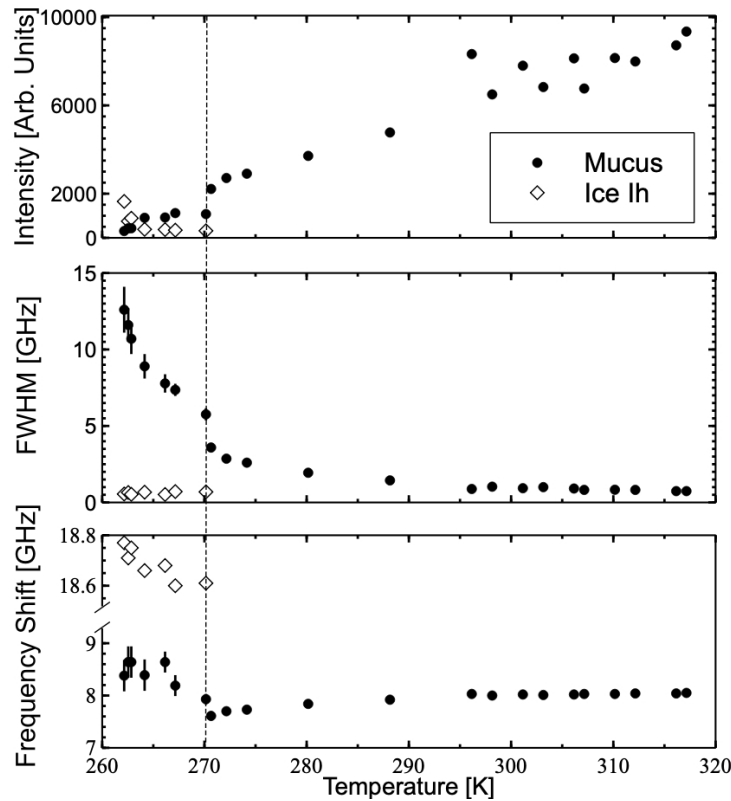 Intensity [Arb. Units]
10000
6000
2000
0
Mucus
Ice Ih
FWHM [GHz]
15
10
5
0
Frequency Shift [GHz]
18.8
18.6
9
8
7
260 270 280 290 300 310 320
Temperature [K]